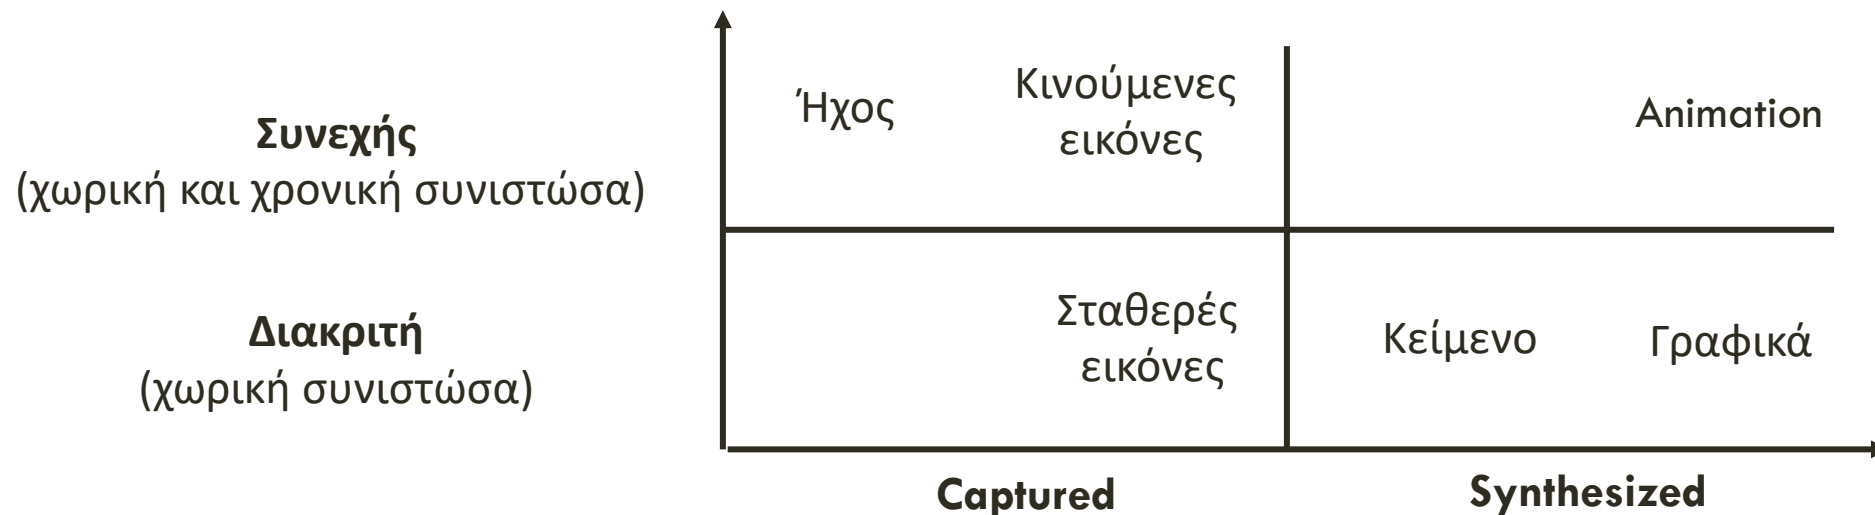 Συνεχής
(χωρική και χρονική συνιστώσα)
Ήχος
Κινούμενες
εικόνες
Animation
Διακριτή
(χωρική συνιστώσα)
Σταθερές
εικόνες
Κείμενο
Γραφικά
Captured
Synthesized